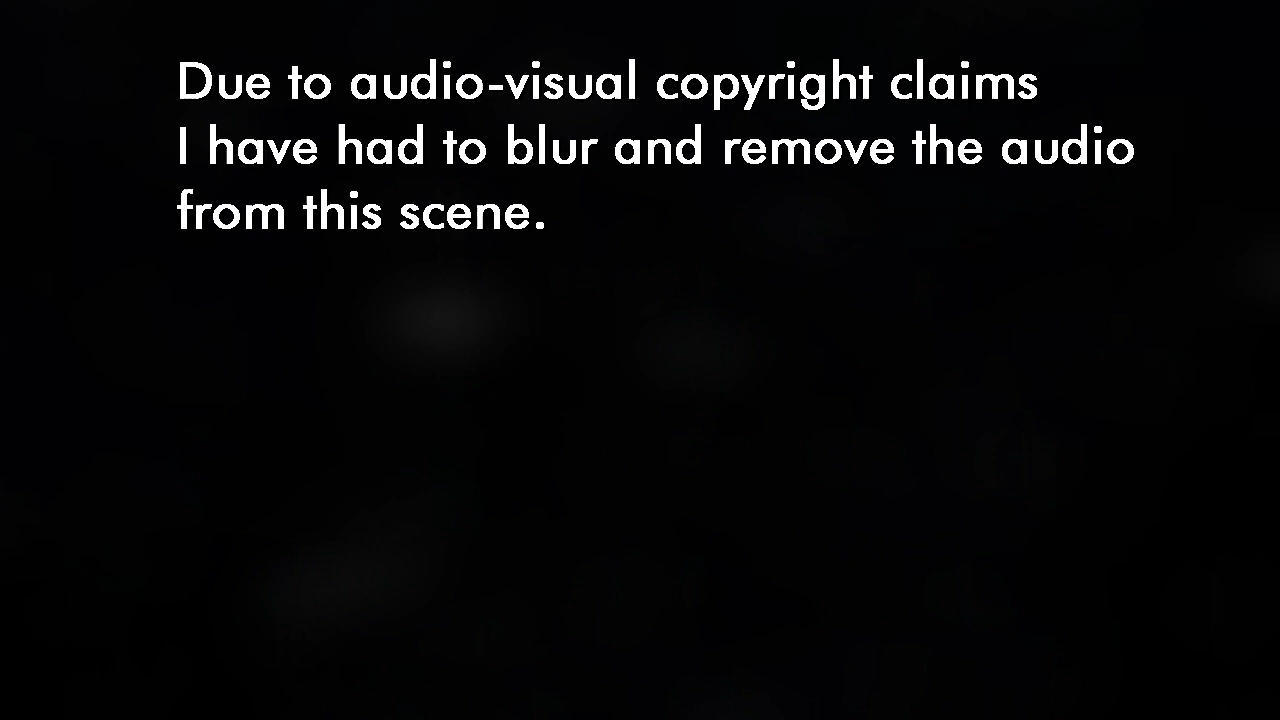 Due to audio-visual copyright claims
I have had to blur and remove the audio
from this scene.